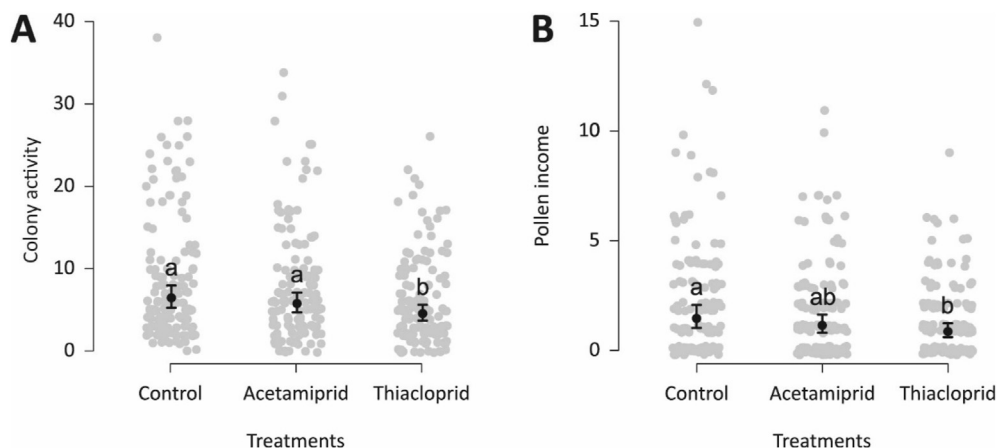 A
Colony activity
40
30
20
10
0
a
a
b
Control
Acetamiprid
Thiacloprid
Treatments
B
Pollen income
15
10
5
0
a
ab
b
Control
Acetamiprid
Thiacloprid
Treatments